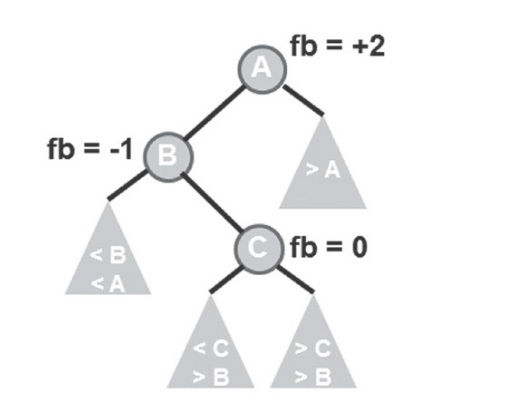 A
fb = +2
fb = -1
B
> A
< B
< A
C
fb = 0
< C
> B
> C
> B